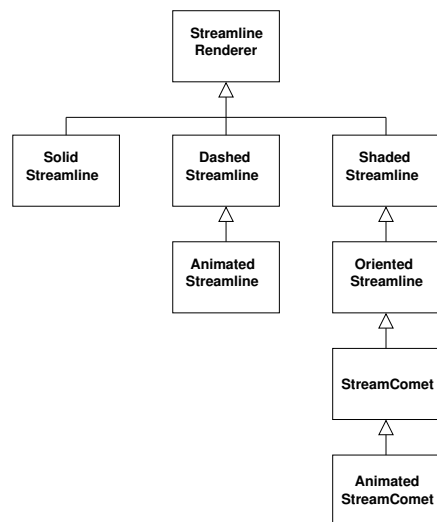 Streamline
Renderer
Solid
Streamline
Dashed
Streamline
Shaded
Streamline
Animated
Streamline
Oriented
Streamline
StreamComet
Animated
StreamComet